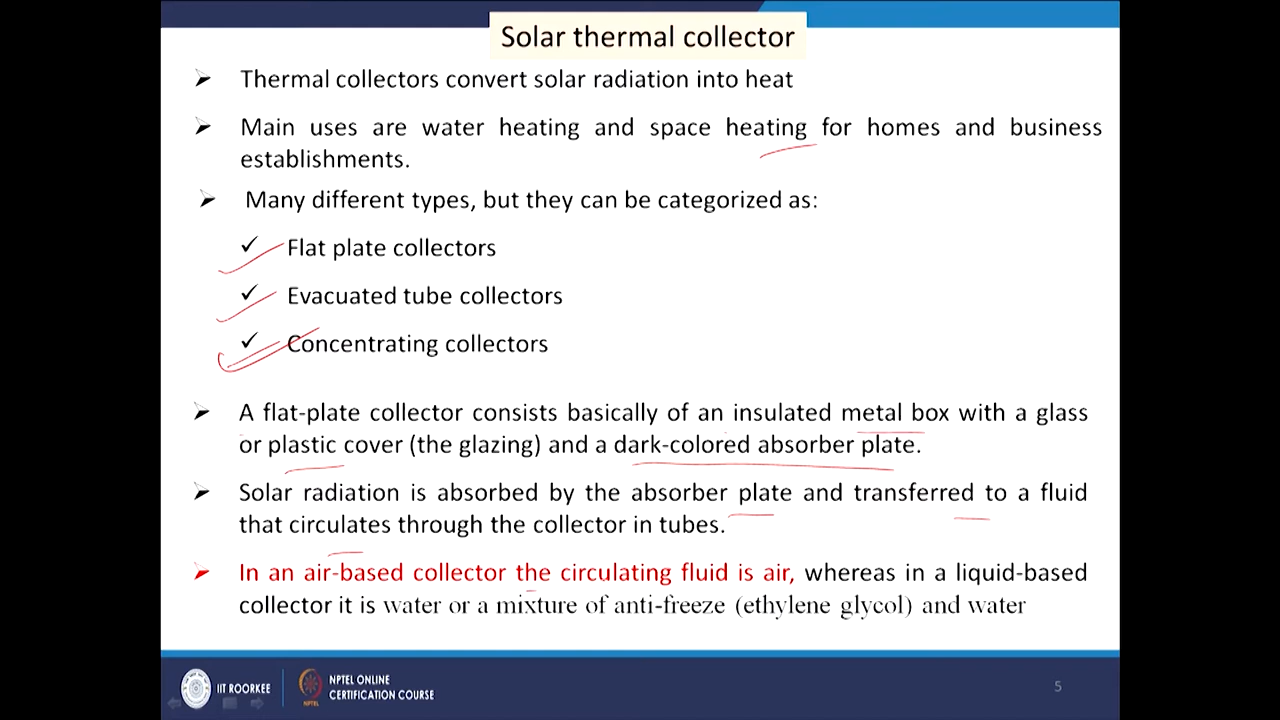 Solar thermal collector
Thermal collectors convert solar radiation into heat
Main uses are water heating and space heating for homes and business
establishments.
Many different types, but they can be categorized as:
Flat plate collectors
Evacuated tube collectors
Concentrating collectors
A flat-plate collector consists basically of an insulated metal box with a glass
or plastic cover (the glazing) and a dark-colored absorber plate.
Solar radiation is absorbed by the absorber plate and transferred to a fluid
that circulates through the collector in tubes.
In an air-based collector the circulating fluid is air, whereas in a liquid-based
collector it is water or a mixture of anti-freeze (ethylene glycol) and water
IIT ROORKEE
NPTEL
NPTEL ONLINE
CERTIFICATION COURSE
5